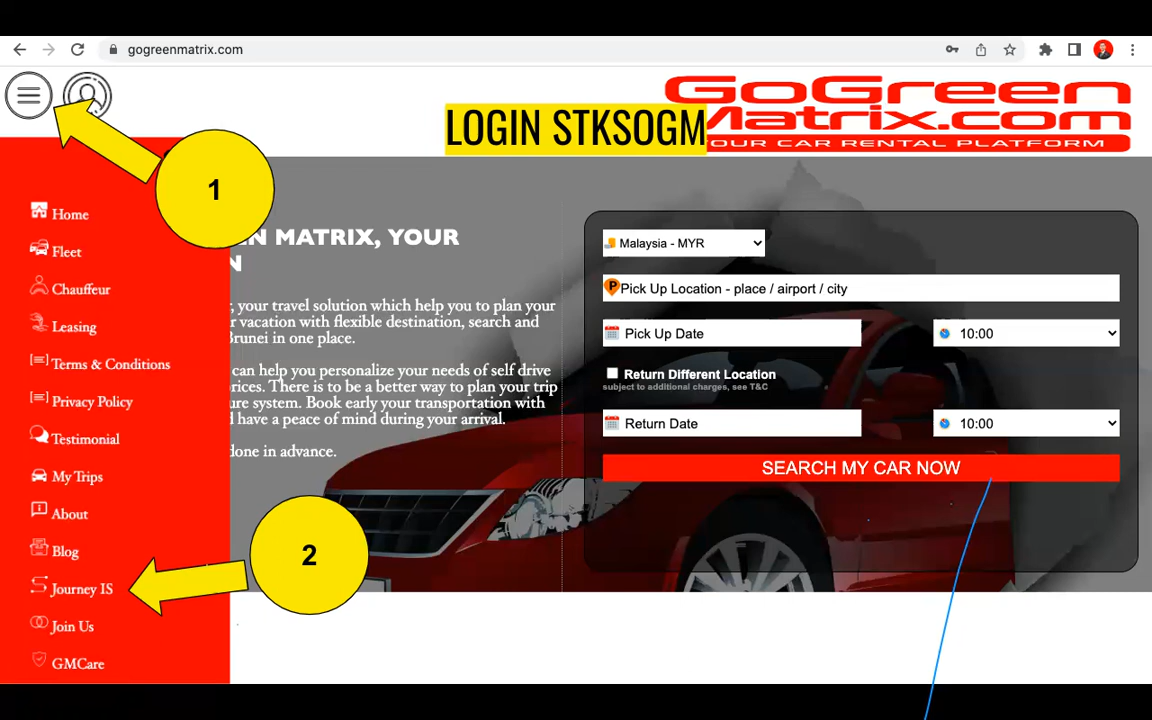 gogreenmatrix.com
GoGreen
Matrix.com
YOUR CAR RENTAL PLATFORM
LOGIN STKSOGM
1
Home
Fleet
Chauffeur
Leasing
Terms & Conditions
Privacy Policy
Testimonial
My Trips
About
Blog
Journey IS
Join Us
GMCare
2
EN MATRIX, YOUR
N
, your travel solution which help you to plan your
r vacation with flexible destination, search and
Brunei in one place.
can help you personalize your needs of self drive
prices. There is to be a better way to plan your trip
ure system. Book early your transportation with
d have a peace of mind during your arrival.
done in advance.
Malaysia - MYR
Pick Up Location - place / airport / city
Pick Up Date
10:00
Return Different Location
subject to additional charges, see T&C
Return Date
10:00
SEARCH MY CAR NOW